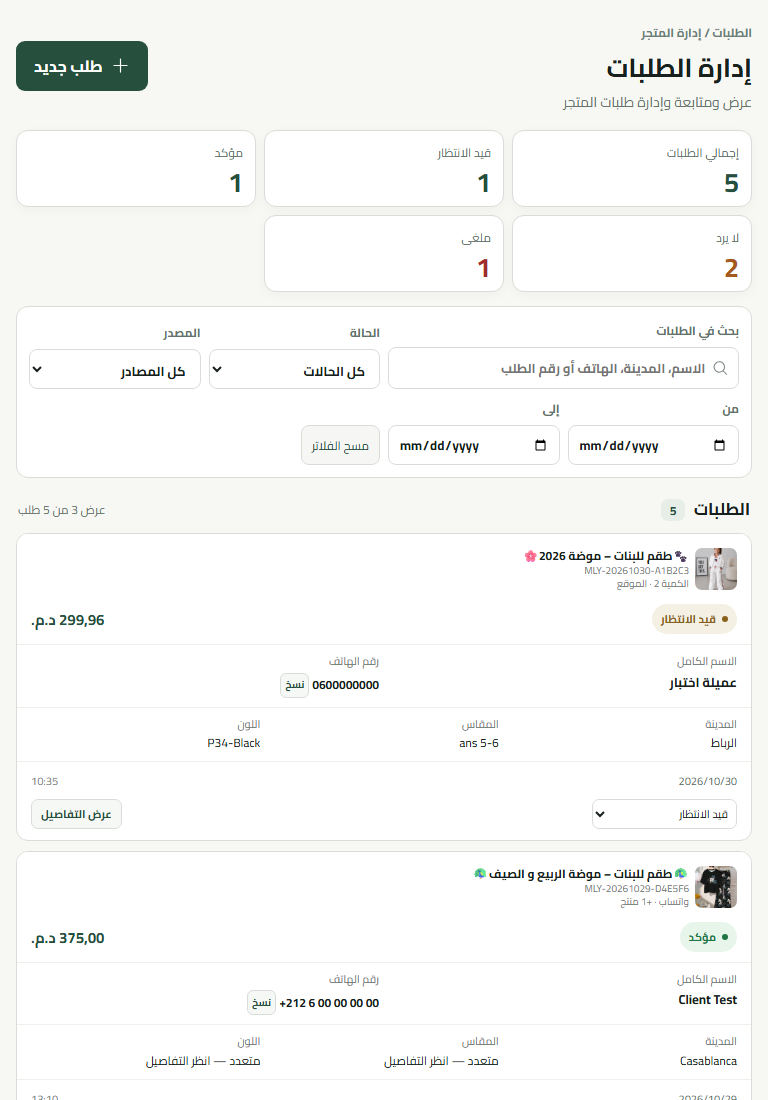 الطلبات / إدارة المتجر
إدارة الطلبات
عرض ومتابعة وإدارة طلبات المتجر
طلب جديد
إجمالي الطلبات
5
قيد الانتظار
1
مؤكد
1
لا يرد
2
ملغى
1
بحث في الطلبات
الاسم، المدينة، الهاتف أو رقم الطلب
الحالة
كل الحالات
المصدر
كل المصادر
من
mm/dd/yyyy
إلى
mm/dd/yyyy
مسح الفلاتر
الطلبات 5
عرض 3 من 5 طلب
🐾 طقم للبنات – موضة 2026 🌸
MLY-20261030-A1B2C3
الكمية 2 · الموقع
قيد الانتظار
299,96 د.م.
الاسم الكامل
عميلة اختبار
رقم الهاتف
0600000000 نسخ
المدينة
الرباط
المقاس
5-6 ans
اللون
P34-Black
2026/10/30
10:35
قيد الانتظار
عرض التفاصيل
🦚 طقم للبنات – موضة الربيع و الصيف 🦚
MLY-20261029-D4E5F6
واتساب · +1 منتج
مؤكد
375,00 د.م.
الاسم الكامل
Client Test
رقم الهاتف
+212 6 00 00 00 00 نسخ
المدينة
Casablanca
المقاس
متعدد — انظر التفاصيل
اللون
متعدد — انظر التفاصيل
2026/10/29
13:10